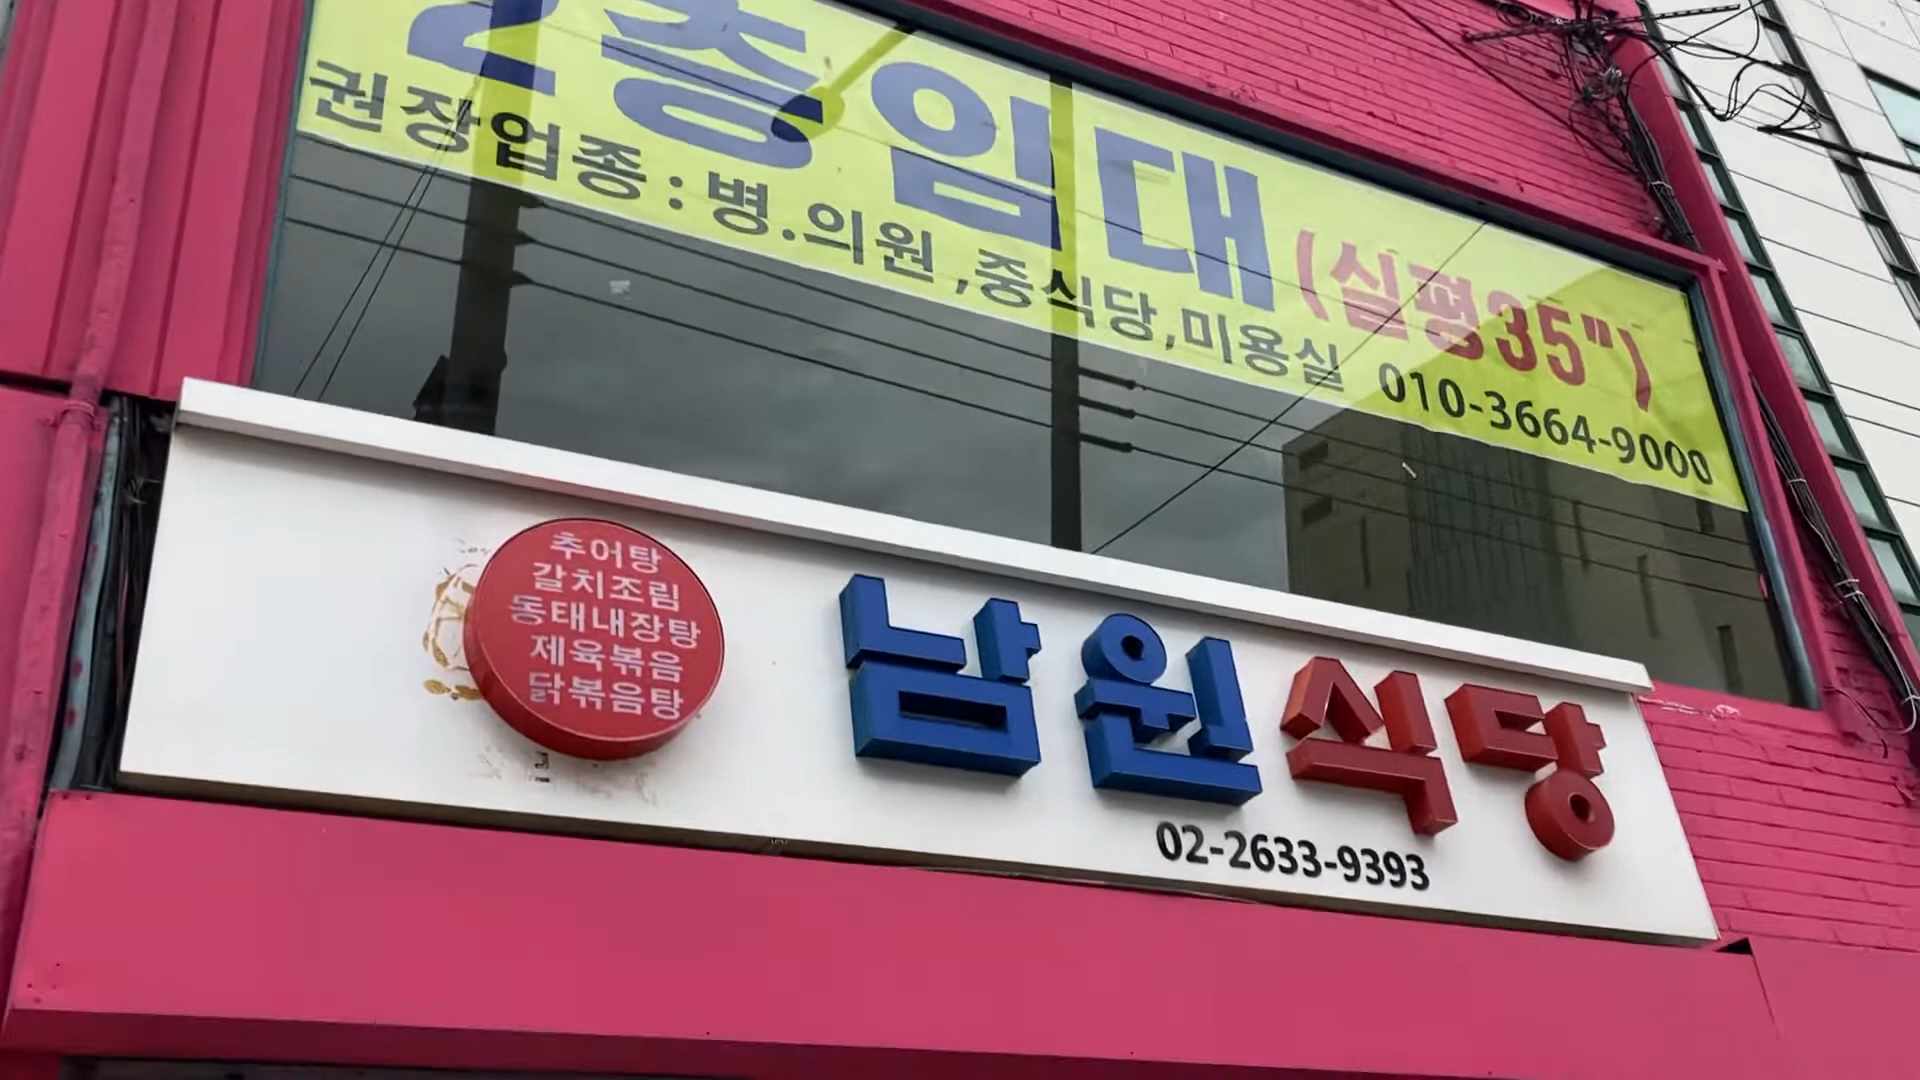 2층임대 (실평35")
권장업종 : 병.의원 ,중식당,미용실 010-3664-9000
추어탕
갈치조림
동태내장탕
제육볶음
닭볶음탕
남원식당
02-2633-9393